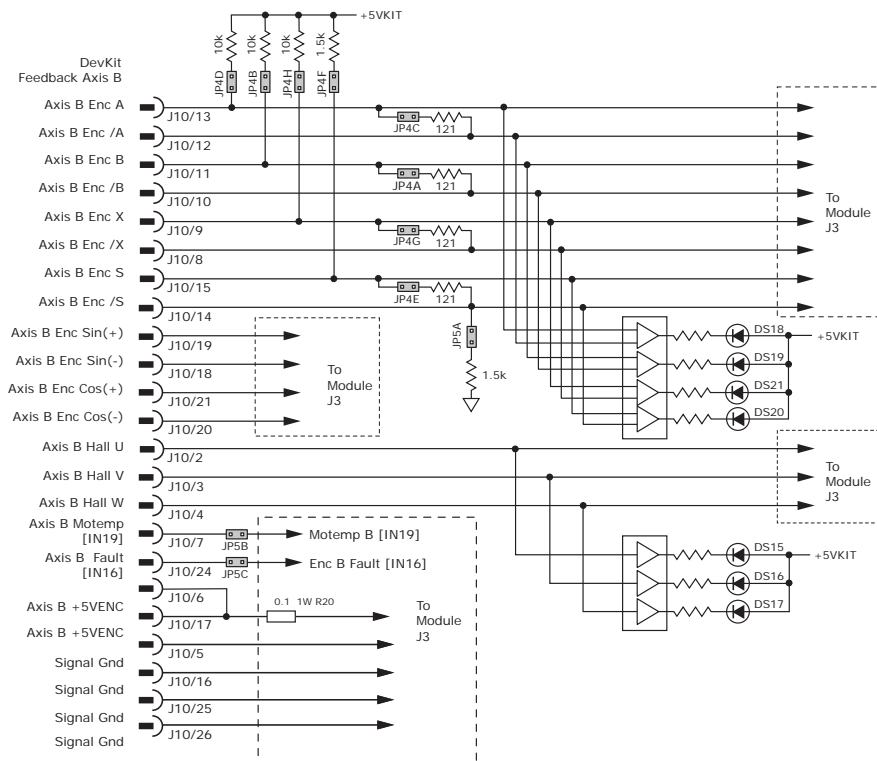 +5VKIT
10k
10k
10k
1.5k
JP4D
JP4B
JP4H
JP4F
DevKit
Feedback Axis B
Axis B Enc A
J10/13
JP4C
121
Axis B Enc /A
J10/12
Axis B Enc B
J10/11
JP4A
121
Axis B Enc /B
J10/10
Axis B Enc X
J10/9
JP4G
121
Axis B Enc /X
J10/8
Axis B Enc S
J10/15
JP4E
121
Axis B Enc /S
J10/14
To
Module
J3
JP5A
1.5k
DS18
+5VKIT
DS19
DS21
DS20
Axis B Enc Sin(+)
J10/19
Axis B Enc Sin(-)
J10/18
Axis B Enc Cos(+)
J10/21
Axis B Enc Cos(-)
J10/20
To
Module
J3
Axis B Hall U
J10/2
Axis B Hall V
J10/3
Axis B Hall W
J10/4
To
Module
J3
Axis B Motemp
[IN19]
J10/7
JP5B
Motemp B [IN19]
Axis B Fault
[IN16]
J10/24
JP5C
Enc B Fault [IN16]
DS15
+5VKIT
DS16
DS17
J10/6
Axis B +5VENC
J10/17
0.1 1W R20
To
Module
J3
Axis B +5VENC
J10/5
Signal Gnd
J10/16
Signal Gnd
J10/25
Signal Gnd
J10/26
Signal Gnd